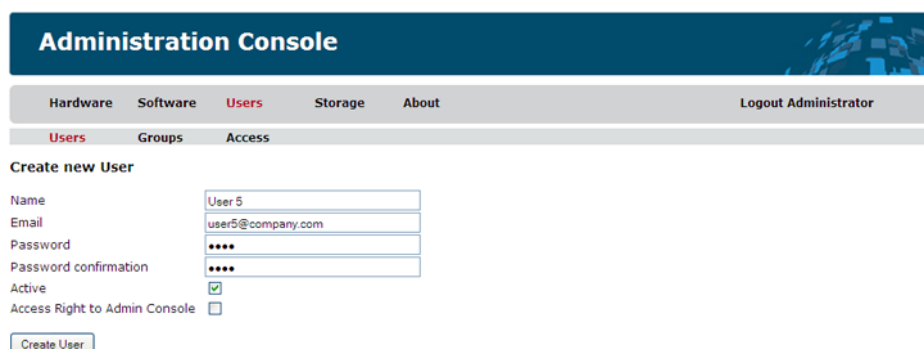 Administration Console
Hardware Software Users Storage About Logout Administrator
Users Groups Access
Create new User
Name User 5
Email user5@company.com
Password ••••
Password confirmation ••••
Active
Access Right to Admin Console
Create User